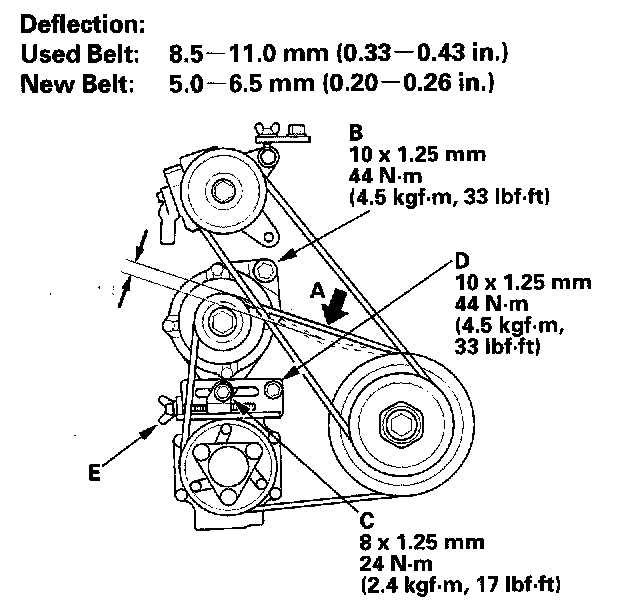 Deflection:
Used Belt: 8.5—11.0 mm (0.33—0.43 in.)
New Belt: 5.0—6.5 mm (0.20—0.26 in.)
B
10 x 1.25 mm
44 N·m
(4.5 kgf·m, 33 lbf·ft)
A
D
10 x 1.25 mm
44 N·m
(4.5 kgf·m,
33 lbf·ft)
E
C
8 x 1.25 mm
24 N·m
(2.4 kgf·m, 17 lbf·ft)